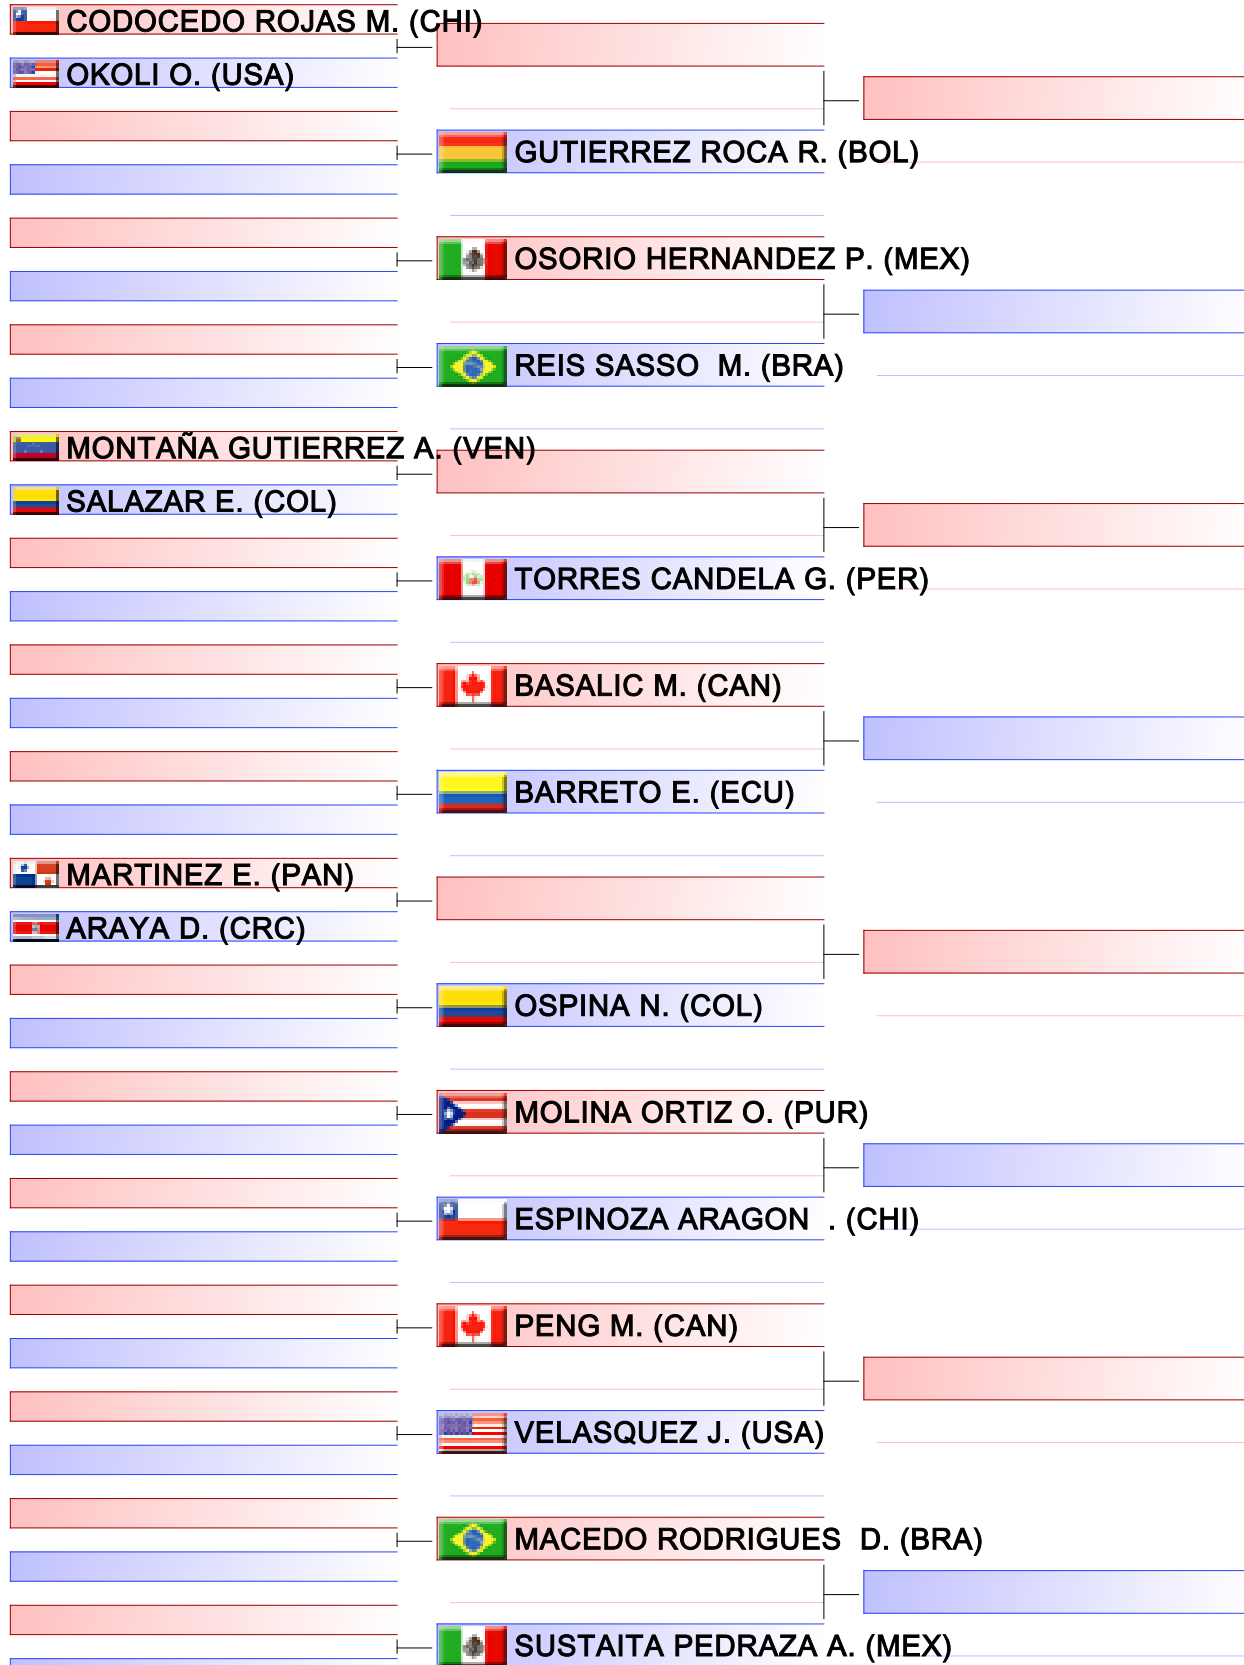 CODOCEDO ROJAS M. (CHI)
OKOLI O. (USA)
GUTIERREZ ROCA R. (BOL)
OSORIO HERNANDEZ P. (MEX)
REIS SASSO  M. (BRA)
MONTAÑA GUTIERREZ A. (VEN)
SALAZAR E. (COL)
TORRES CANDELA G. (PER)
BASALIC M. (CAN)
BARRETO E. (ECU)
MARTINEZ E. (PAN)
ARAYA D. (CRC)
OSPINA N. (COL)
MOLINA ORTIZ O. (PUR)
ESPINOZA ARAGON  . (CHI)
PENG M. (CAN)
VELASQUEZ J. (USA)
MACEDO RODRIGUES  D. (BRA)
SUSTAITA PEDRAZA A. (MEX)